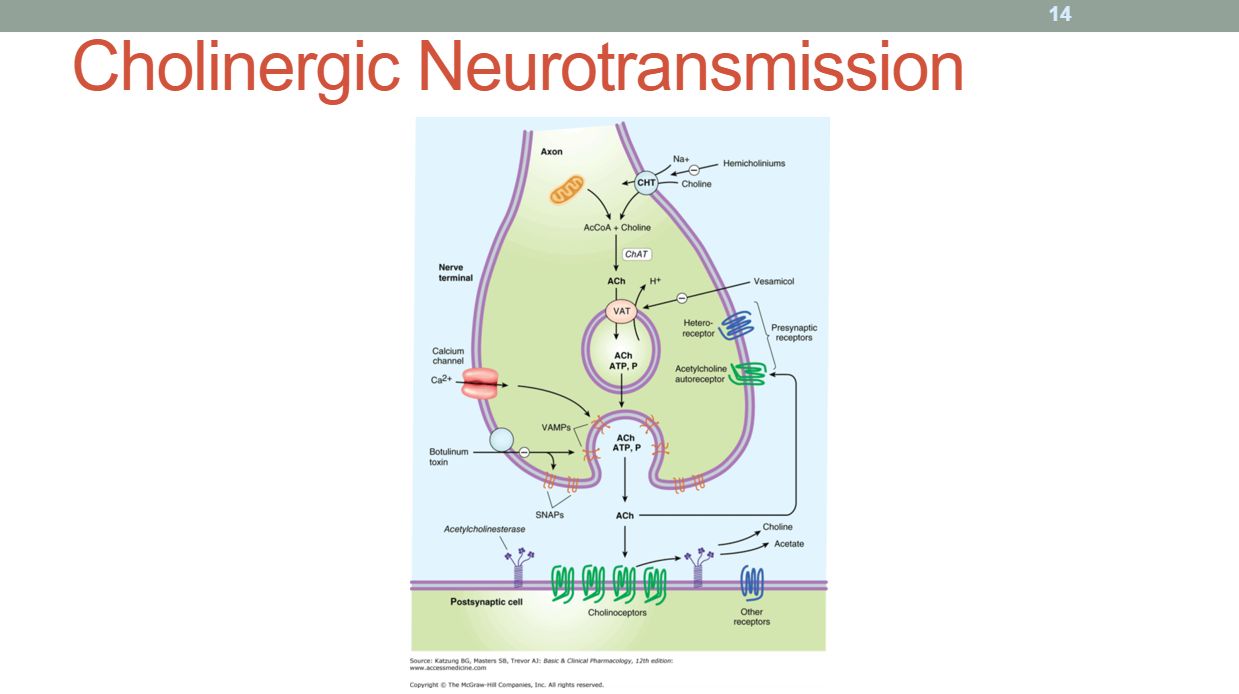 14
Cholinergic Neurotransmission
Axon
Na+
Hemicholiniums
CHT
Choline
AcCoA + Choline
ChAT
Nerve
terminal
ACh
H+
Vesamicol
VAT
Hetero-
receptor
Presynaptic
receptors
Calcium
channel
Ca2+
ACh
ATP, P
Acetylcholine
autoreceptor
VAMPs
ACh
ATP, P
Botulinum
toxin
SNAPs
ACh
Acetylcholinesterase
Choline
Acetate
Postsynaptic cell
Cholinoceptors
Other
receptors
Source: Katzung BG, Masters SB, Trevor AJ: Basic & Clinical Pharmacology, 12th edition:
www.accessmedicine.com
Copyright © The McGraw-Hill Companies, Inc. All rights reserved.